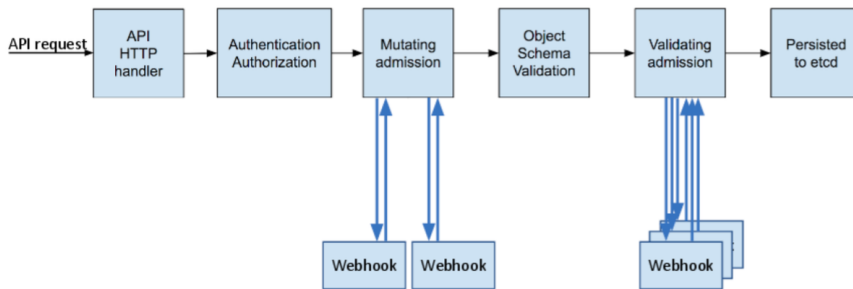 API request
API
HTTP
handler
Authentication
Authorization
Mutating
admission
Object
Schema
Validation
Validating
admission
Persisted
to etcd
Webhook
Webhook
Webhook